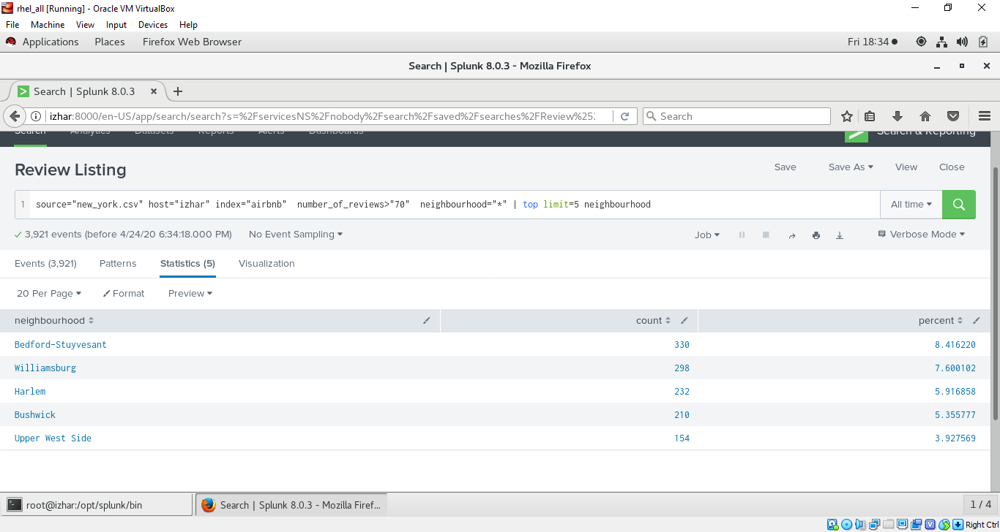 rhel_all [Running] - Oracle VM VirtualBox
File Machine View Input Devices Help
Applications Places Firefox Web Browser Fri 18:34
Search | Splunk 8.0.3 - Mozilla Firefox
Search | Splunk 8.0.3
izhar:8000/en-US/app/search/search?s=%2FservicesNS%2Fnobody%2Fsearch%2Fsaved%2Fsearches%2FReview%25 Search
Search Analytics Datasets Reports Alerts Dashboards Search & Reporting
Review Listing Save Save As View Close
1 source="new_york.csv" host="izhar" index="airbnb" number_of_reviews>"70" neighbourhood="*" | top limit=5 neighbourhood All time
3,921 events (before 4/24/20 6:34:18.000 PM) No Event Sampling Job Verbose Mode
Events (3,921) Patterns Statistics (5) Visualization
20 Per Page Format Preview
neighbourhood count percent
Bedford-Stuyvesant 330 8.416220
Williamsburg 298 7.600102
Harlem 232 5.916858
Bushwick 210 5.355777
Upper West Side 154 3.927569
root@izhar:/opt/splunk/bin Search | Splunk 8.0.3 - Mozilla Firef... 1 / 4
Right Ctrl